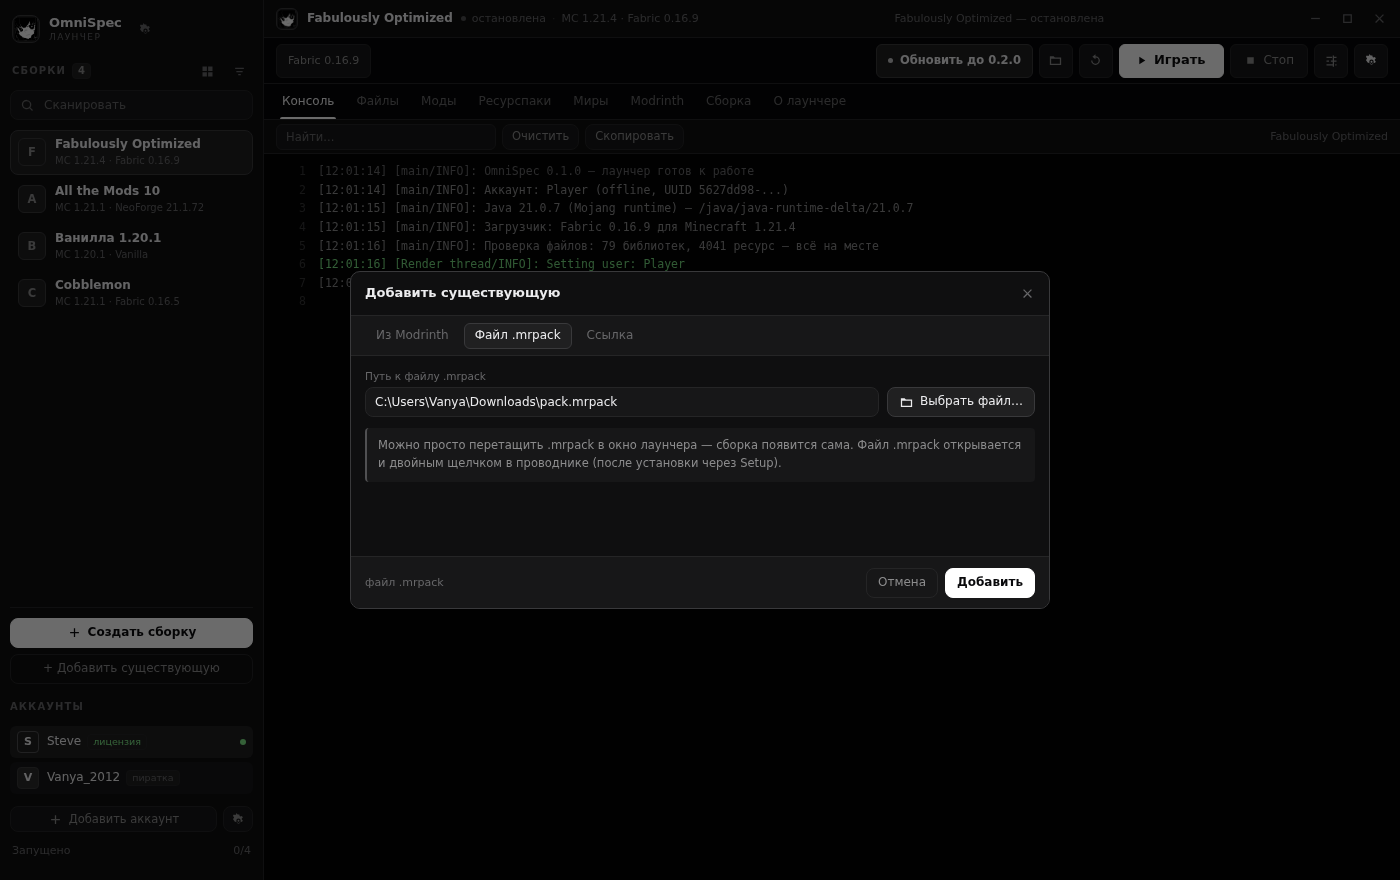 OmniSpec
ЛАУНЧЕР
СБОРКИ 4
Сканировать
F Fabulously Optimized
MC 1.21.4 · Fabric 0.16.9
A All the Mods 10
MC 1.21.1 · NeoForge 21.1.72
В Ванилла 1.20.1
MC 1.20.1 · Vanilla
C Cobblemon
MC 1.21.1 · Fabric 0.16.5
+ Создать сборку
+ Добавить существующую
АККАУНТЫ
S Steve лицензия
V Vanya_2012 пиратка
+ Добавить аккаунт
Запущено 0/4
Fabulously Optimized остановлена · MC 1.21.4 · Fabric 0.16.9
Fabulously Optimized — остановлена
Fabric 0.16.9
Обновить до 0.2.0
Играть
Стоп
Консоль Файлы Моды Ресурспаки Миры Modrinth Сборка О лаунчере
Найти... Очистить Скопировать Fabulously Optimized
1 [12:01:14] [main/INFO]: OmniSpec 0.1.0 — лаунчер готов к работе
2 [12:01:14] [main/INFO]: Аккаунт: Player (offline, UUID 5627dd98-...)
3 [12:01:15] [main/INFO]: Java 21.0.7 (Mojang runtime) — /java/java-runtime-delta/21.0.7
4 [12:01:15] [main/INFO]: Загрузчик: Fabric 0.16.9 для Minecraft 1.21.4
5 [12:01:16] [main/INFO]: Проверка файлов: 79 библиотек, 4041 ресурс — всё на месте
6 [12:01:16] [Render thread/INFO]: Setting user: Player
7 [12:0
8
Добавить существующую
Из Modrinth Файл .mrpack Ссылка
Путь к файлу .mrpack
C:\Users\Vanya\Downloads\pack.mrpack
Выбрать файл...
Можно просто перетащить .mrpack в окно лаунчера — сборка появится сама. Файл .mrpack открывается
и двойным щелчком в проводнике (после установки через Setup).
файл .mrpack
Отмена
Добавить